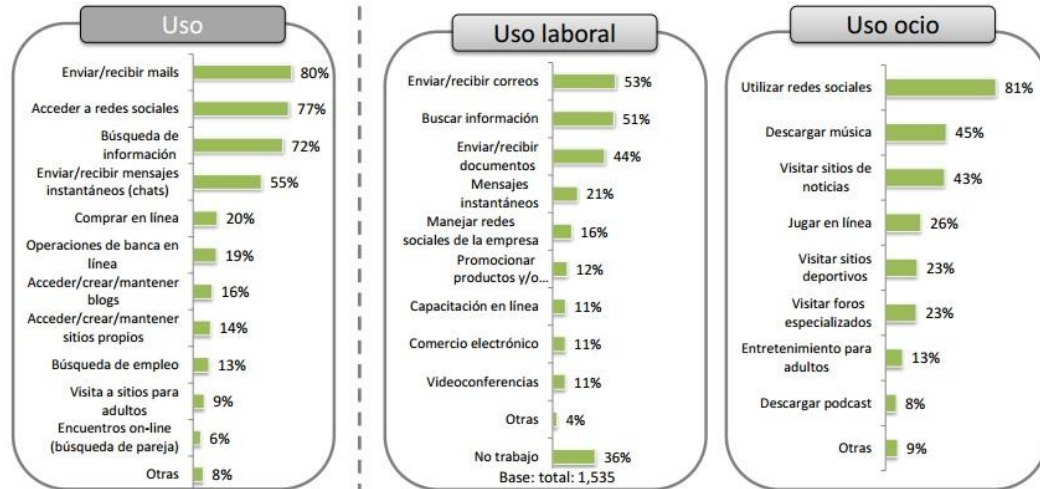 Uso
Enviar/recibir mails 80%
Acceder a redes sociales 77%
Búsqueda de
información 72%
Enviar/recibir mensajes
instantáneos (chats) 55%
Comprar en línea 20%
Operaciones de banca en
línea 19%
Acceder/crear/mantener
blogs 16%
Acceder/crear/mantener
sitios propios 14%
Búsqueda de empleo 13%
Visita a sitios para
adultos 9%
Encuentros on-line
(búsqueda de pareja) 6%
Otras 8%
Uso laboral
Enviar/recibir correos 53%
Buscar información 51%
Enviar/recibir
documentos 44%
Mensajes
instantáneos 21%
Manejar redes
sociales de la empresa 16%
Promocionar
productos y/o... 12%
Capacitación en línea 11%
Comercio electrónico 11%
Videoconferencias 11%
Otras 4%
No trabajo 36%
Base: total: 1,535
Uso ocio
Utilizar redes sociales 81%
Descargar música 45%
Visitar sitios de
noticias 43%
Jugar en línea 26%
Visitar sitios
deportivos 23%
Visitar foros
especializados 23%
Entretenimiento para
adultos 13%
Descargar podcast 8%
Otras 9%